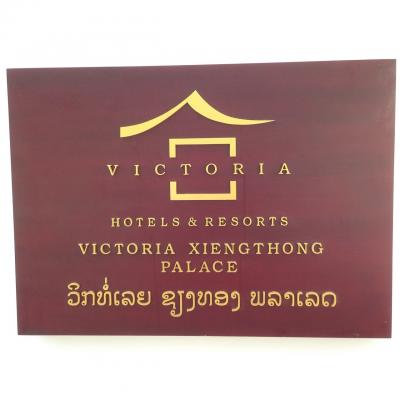 VICTORIA
HOTELS & RESORTS
VICTORIA XIENGTHONG
PALACE
ວິກທໍ່ເລຍ ຊຽງທອງ ພລາເລດ